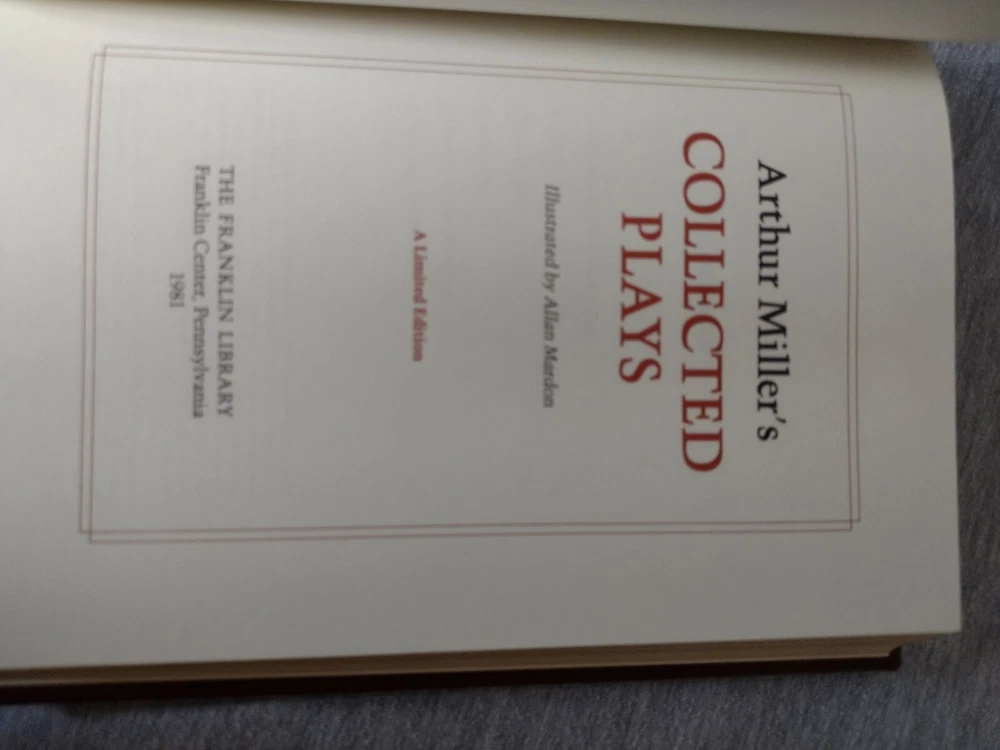 Arthur Miller's
COLLECTED
PLAYS
Illustrated by Allan Mardon
A Limited Edition
THE FRANKLIN LIBRARY
Franklin Center, Pennsylvania
1981